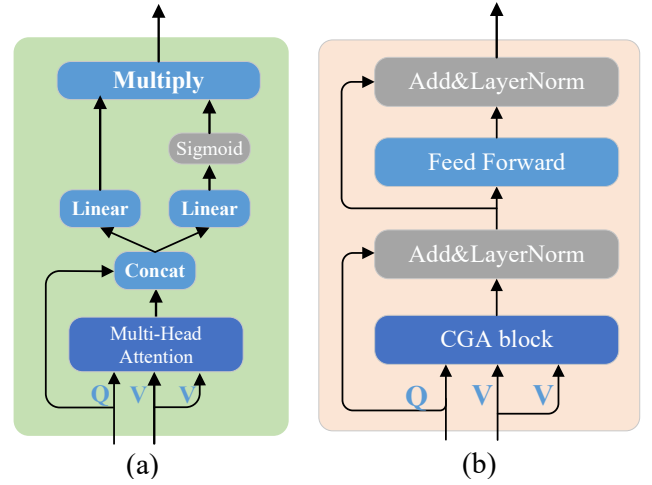 Multiply
Sigmoid
Linear
Linear
Concat
Multi-Head
Attention
Q
V
V
(a)
Add&LayerNorm
Feed Forward
Add&LayerNorm
CGA block
Q
V
V
(b)